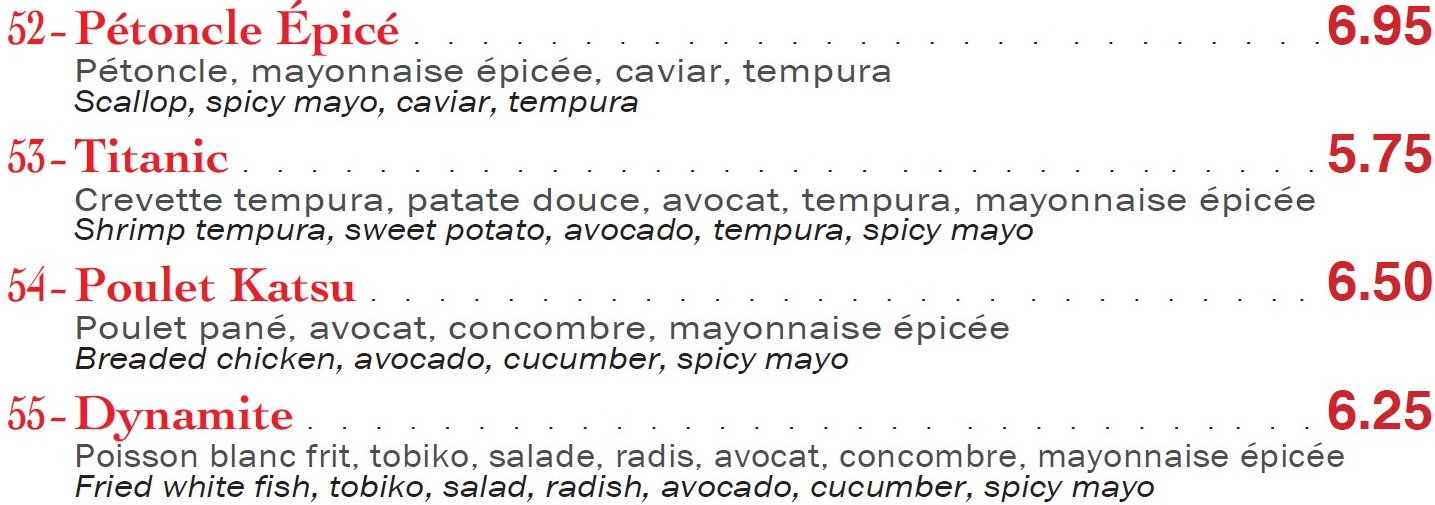 52- Pétoncle Épicé . . . . . . . . . . . . . . . . . . . . . . . . . . . 6.95
Pétoncle, mayonnaise épicée, caviar, tempura
Scallop, spicy mayo, caviar, tempura
53- Titanic . . . . . . . . . . . . . . . . . . . . . . . . . . . . . . . . 5.75
Crevette tempura, patate douce, avocat, tempura, mayonnaise épicée
Shrimp tempura, sweet potato, avocado, tempura, spicy mayo
54- Poulet Katsu . . . . . . . . . . . . . . . . . . . . . . . . . . . . 6.50
Poulet pané, avocat, concombre, mayonnaise épicée
Breaded chicken, avocado, cucumber, spicy mayo
55- Dynamite . . . . . . . . . . . . . . . . . . . . . . . . . . . . . . 6.25
Poisson blanc frit, tobiko, salade, radis, avocat, concombre, mayonnaise épicée
Fried white fish, tobiko, salad, radish, avocado, cucumber, spicy mayo